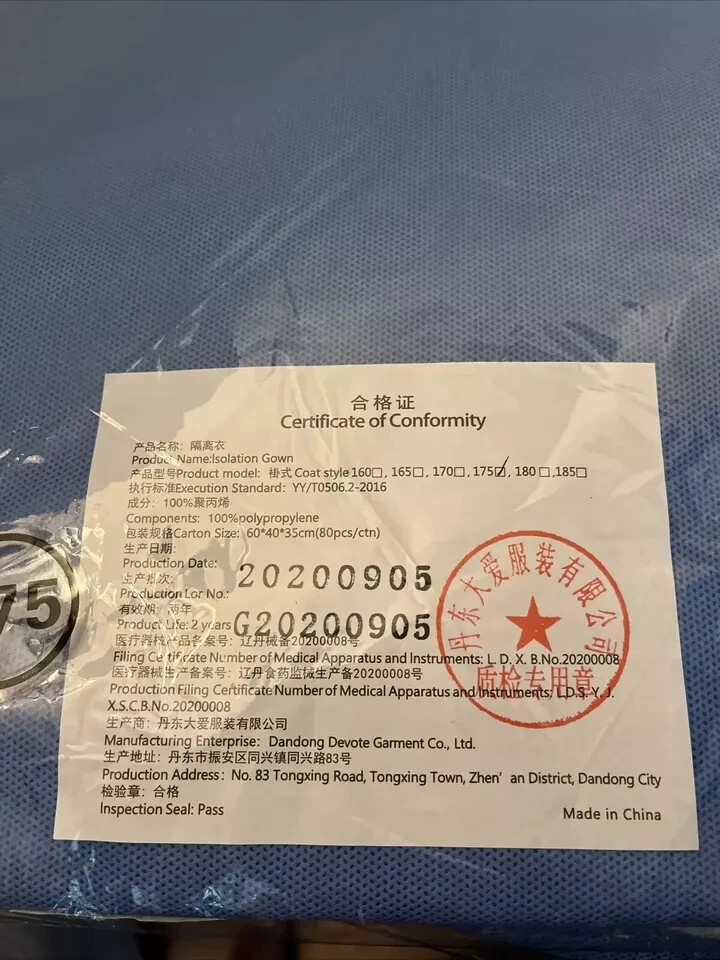 合格证
Certificate of Conformity
产品名称: 隔离衣
Product Name:Isolation Gown
产品型号Product model: 褂式 Coat style 160□, 165□, 170□, 175☑, 180□,185□
执行标准Execution Standard: YY/T0506.2-2016
成分: 100%聚丙烯
Components: 100%polypropylene
包装规格Carton Size: 60*40*35cm(80pcs/ctn)
生产日期:
Production Date: 20200905
生产批次:
Production Lor No.:
有效期: 两年
Product Life: 2 years G20200905
医疗器械产品备案号: 辽丹械备20200008号
Filing Certificate Number of Medical Apparatus and Instruments: L. D. X. B.No.20200008
医疗器械生产备案号: 辽丹食药监械生产备20200008号
Production Filing Certificate Number of Medical Apparatus and Instruments: L.D.S. Y. J.
X.S.C.B.No.20200008
生产商: 丹东大爱服装有限公司
Manufacturing Enterprise: Dandong Devote Garment Co., Ltd.
生产地址: 丹东市振安区同兴镇同兴路83号
Production Address: No. 83 Tongxing Road, Tongxing Town, Zhen' an District, Dandong City
检验章: 合格
Inspection Seal: Pass
Made in China
丹东大爱服装有限公司
质检专用章
75